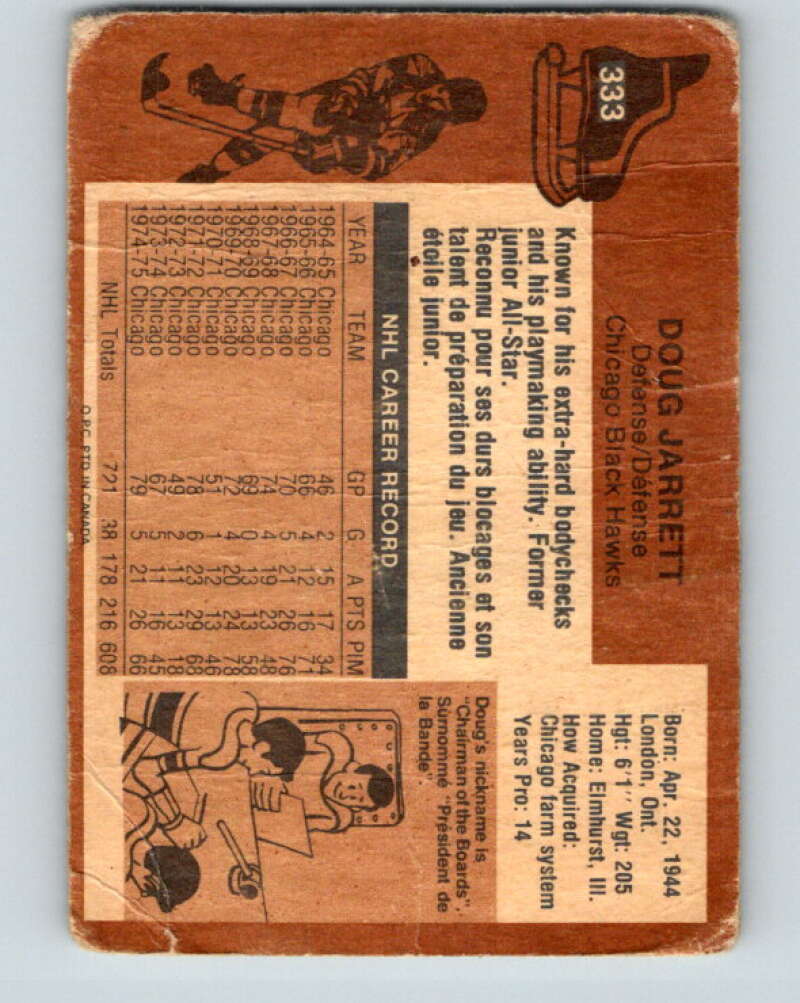 333
DOUG JARRETT
Defense/Défense
Chicago Black Hawks
Born: Apr. 22, 1944
London, Ont.
Hgt: 6'1'' Wgt: 205
Home: Elmhurst, Ill.
How Acquired:
Chicago farm system
Years Pro: 14
Known for his extra-hard bodychecks
and his playmaking ability. Former
junior All-Star.
Reconnu pour ses durs blocages et son
talent de préparation du jeu. Ancienne
étoile junior.
NHL CAREER RECORD
YEAR TEAM GP G A PTS PIM
1964-65 Chicago 46 2 15 17 34
1965-66 Chicago 66 4 12 16 71
1966-67 Chicago 70 5 21 26 76
1967-68 Chicago 74 4 19 23 48
1968-69 Chicago 69 0 13 13 58
1969-70 Chicago 72 4 20 24 78
1970-71 Chicago 51 1 12 13 46
1971-72 Chicago 78 6 23 29 68
1972-73 Chicago 49 2 11 13 18
1973-74 Chicago 67 5 11 16 45
1974-75 Chicago 79 5 21 26 66
NHL Totals 721 38 178 216 608
O.P.C. PTD. IN CANADA
Doug's nickname is
"Chairman of the Boards".
Surnommé "Président de
la Bande".